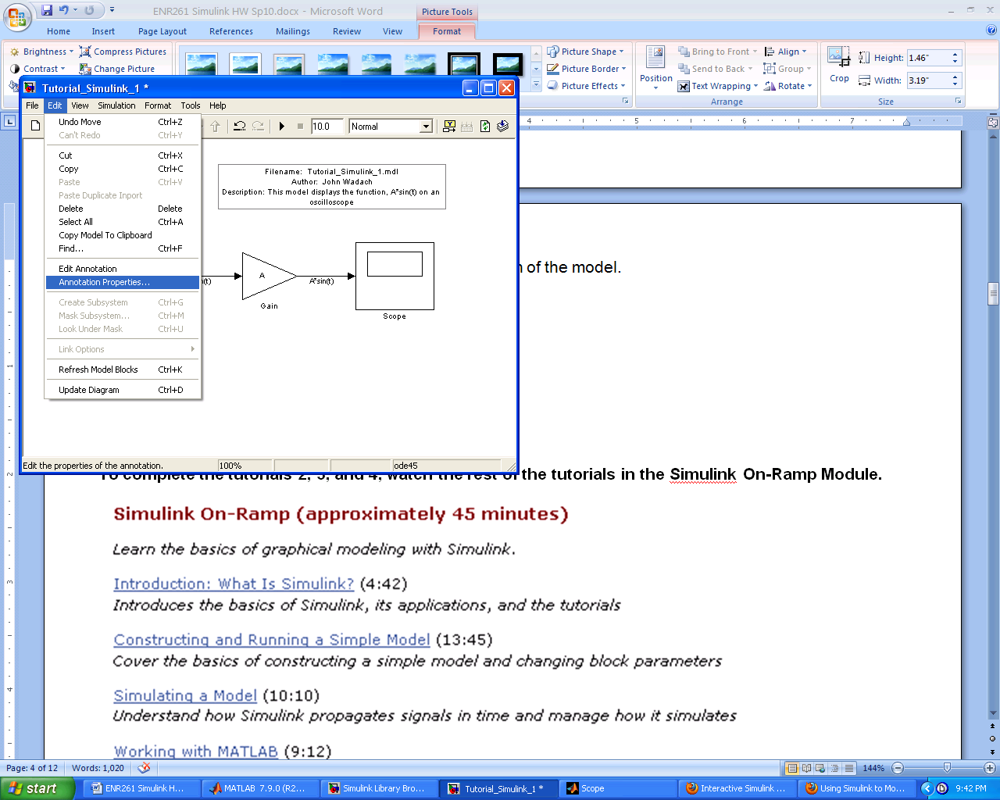 ENR261 Simulink HW Sp10.docx - Microsoft Word
Picture Tools
Home Insert Page Layout References Mailings Review View Format
Brightness Compress Pictures
Contrast Change Picture
Picture Shape
Picture Border
Picture Effects
Position
Bring to Front
Send to Back
Text Wrapping
Align
Group
Rotate
Arrange
Crop
Height: 1.46"
Width: 3.19"
Size
Tutorial_Simulink_1 *
File Edit View Simulation Format Tools Help
10.0 Normal
Undo Move Ctrl+Z
Can't Redo Ctrl+Y
Cut Ctrl+X
Copy Ctrl+C
Paste Ctrl+V
Paste Duplicate Inport
Delete Delete
Select All Ctrl+A
Copy Model To Clipboard
Find... Ctrl+F
Edit Annotation
Annotation Properties...
Create Subsystem Ctrl+G
Mask Subsystem... Ctrl+M
Look Under Mask Ctrl+U
Link Options
Refresh Model Blocks Ctrl+K
Update Diagram Ctrl+D
Filename: Tutorial_Simulink_1.mdl
Author: John Wadach
Description: This model displays the function, A*sin(t) on an
oscilloscope
A
A*sin(t)
Gain
Scope
Edit the properties of the annotation. 100% ode45
4 5 6 7
1
2
3
4
of the model.
To complete the tutorials 2, 3, and 4, watch the rest of the tutorials in the Simulink On-Ramp Module.
Simulink On-Ramp (approximately 45 minutes)
Learn the basics of graphical modeling with Simulink.
Introduction: What Is Simulink? (4:42)
Introduces the basics of Simulink, its applications, and the tutorials
Constructing and Running a Simple Model (13:45)
Cover the basics of constructing a simple model and changing block parameters
Simulating a Model (10:10)
Understand how Simulink propagates signals in time and manage how it simulates
Working with MATLAB (9:12)
Page: 4 of 12 Words: 1,020 144%
start ENR261 Simulink H... MATLAB 7.9.0 (R2... Simulink Library Bro... Tutorial_Simulink_1 * Scope Interactive Simulink ... Using Simulink to Mo... 9:42 PM